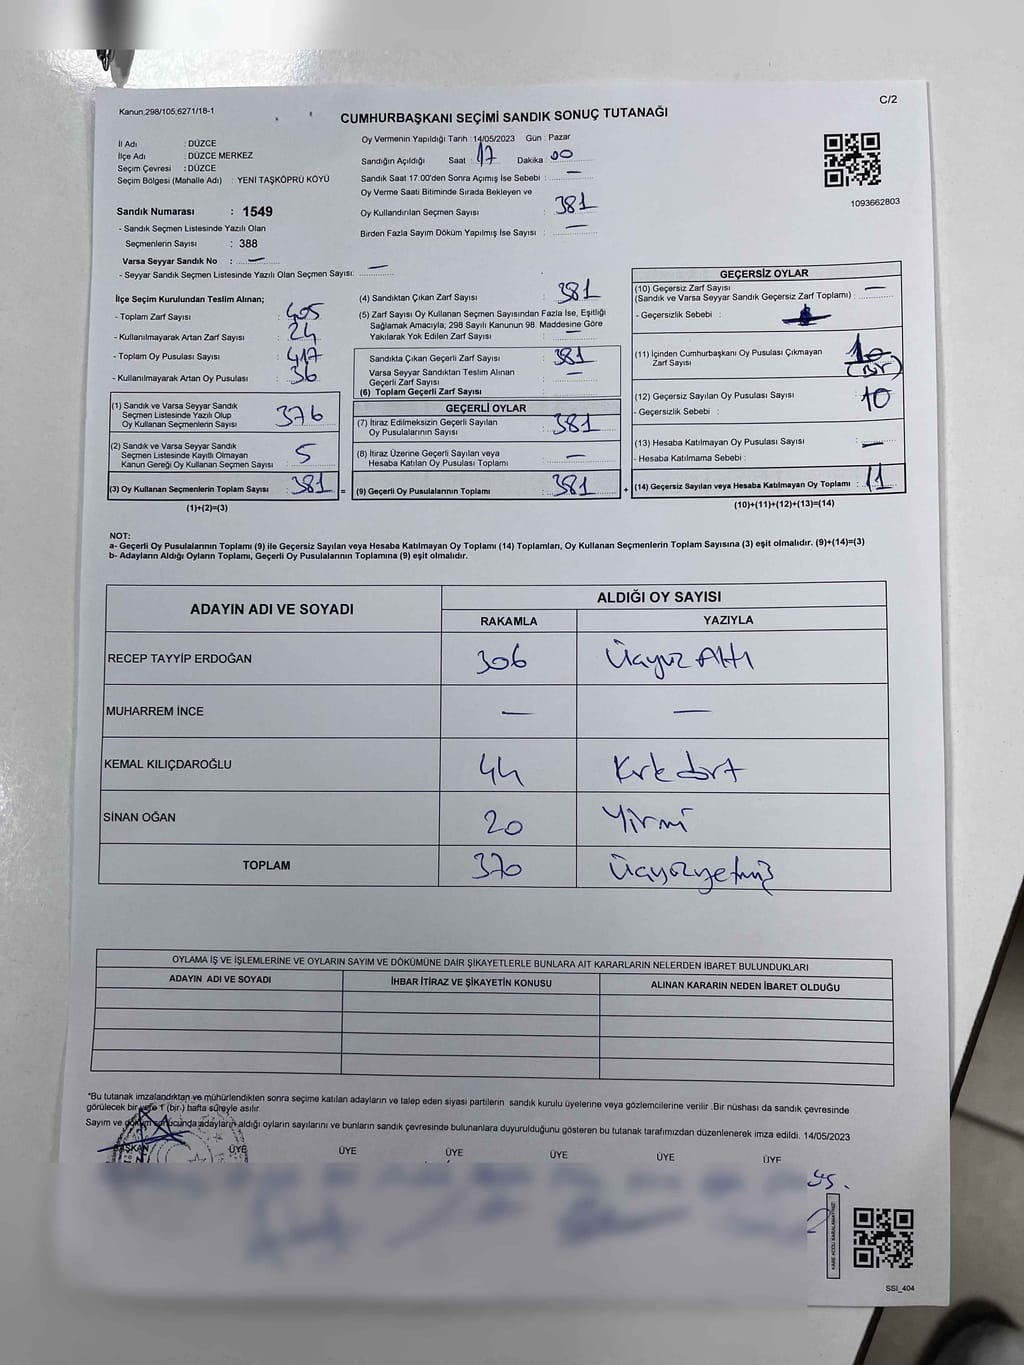 Kanun,298/105,6271/18-1
C/2
CUMHURBAŞKANI SEÇİMİ SANDIK SONUÇ TUTANAĞI
İl Adı : DÜZCE
İlçe Adı : DÜZCE MERKEZ
Seçim Çevresi : DÜZCE
Seçim Bölgesi (Mahalle Adı) : YENİ TAŞKÖPRÜ KÖYÜ
Oy Vermenin Yapıldığı Tarih : 14/05/2023 Gün : Pazar
Sandığın Açıldığı Saat : 17 Dakika : 00
Sandık Saat 17:00'den Sonra Açımış İse Sebebi : —
Oy Verme Saati Bitiminde Sırada Bekleyen ve
Oy Kullandırılan Seçmen Sayısı : 381
Birden Fazla Sayım Döküm Yapılmış İse Sayısı : —
1093662803
Sandık Numarası : 1549
- Sandık Seçmen Listesinde Yazılı Olan
Seçmenlerin Sayısı : 388
Varsa Seyyar Sandık No : —
- Seyyar Sandık Seçmen Listesinde Yazılı Olan Seçmen Sayısı: —
İlçe Seçim Kurulundan Teslim Alınan;
- Toplam Zarf Sayısı : 405
- Kullanılmayarak Artan Zarf Sayısı : 24
- Toplam Oy Pusulası Sayısı : 417
- Kullanılmayarak Artan Oy Pusulası : 36
(1) Sandık ve Varsa Seyyar Sandık
Seçmen Listesinde Yazılı Olup
Oy Kullanan Seçmenlerin Sayısı : 376
(2) Sandık ve Varsa Seyyar Sandık
Seçmen Listesinde Kayıtlı Olmayan
Kanun Gereği Oy Kullanan Seçmen Sayısı : 5
(3) Oy Kullanan Seçmenlerin Toplam Sayısı : 381
(1)+(2)=(3)
(4) Sandıktan Çıkan Zarf Sayısı : 381
(5) Zarf Sayısı Oy Kullanan Seçmen Sayısından Fazla İse, Eşitliği
Sağlamak Amacıyla; 298 Sayılı Kanunun 98. Maddesine Göre
Yakılarak Yok Edilen Zarf Sayısı : —
Sandıkta Çıkan Geçerli Zarf Sayısı : 381
Varsa Seyyar Sandıktan Teslim Alınan
Geçerli Zarf Sayısı : —
(6) Toplam Geçerli Zarf Sayısı :
GEÇERLİ OYLAR
(7) İtiraz Edilmeksizin Geçerli Sayılan
Oy Pusulalarının Sayısı : 381
(8) İtiraz Üzerine Geçerli Sayılan veya
Hesaba Katılan Oy Pusulası Toplamı : —
= (9) Geçerli Oy Pusulalarının Toplamı : 381 +
GEÇERSİZ OYLAR
(10) Geçersiz Zarf Sayısı
(Sandık ve Varsa Seyyar Sandık Geçersiz Zarf Toplamı) : —
- Geçersizlik Sebebi :
(11) İçinden Cumhurbaşkanı Oy Pusulası Çıkmayan
Zarf Sayısı : (Bir)
(12) Geçersiz Sayılan Oy Pusulası Sayısı : 10
- Geçersizlik Sebebi :
(13) Hesaba Katılmayan Oy Pusulası Sayısı : —
- Hesaba Katılmama Sebebi :
(14) Geçersiz Sayılan veya Hesaba Katılmayan Oy Toplamı : 11
(10)+(11)+(12)+(13)=(14)
NOT:
a- Geçerli Oy Pusulalarının Toplamı (9) ile Geçersiz Sayılan veya Hesaba Katılmayan Oy Toplamı (14) Toplamları, Oy Kullanan Seçmenlerin Toplam Sayısına (3) eşit olmalıdır. (9)+(14)=(3)
b- Adayların Aldığı Oyların Toplamı, Geçerli Oy Pusulalarının Toplamına (9) eşit olmalıdır.
ADAYIN ADI VE SOYADI ALDIĞI OY SAYISI
RAKAMLA YAZIYLA
RECEP TAYYİP ERDOĞAN 306 Üçyüz Altı
MUHARREM İNCE — —
KEMAL KILIÇDAROĞLU 44 Kırk dört
SİNAN OĞAN 20 Yirmi
TOPLAM 370 Üçyüzyetmiş
OYLAMA İŞ VE İŞLEMLERİNE VE OYLARIN SAYIM VE DÖKÜMÜNE DAİR ŞİKAYETLERLE BUNLARA AİT KARARLARIN NELERDEN İBARET BULUNDUKLARI
ADAYIN ADI VE SOYADI İHBAR İTİRAZ VE ŞİKAYETİN KONUSU ALINAN KARARIN NEDEN İBARET OLDUĞU
*Bu tutanak imzalandıktan ve mühürlendikten sonra seçime katılan adayların ve talep eden siyasi partilerin sandık kurulu üyelerine veya gözlemcilerine verilir. Bir nüshası da sandık çevresinde
görülecek bir yere 1 (bir) hafta süreyle asılır.
Sayım ve döküm sonucunda adayların aldığı oyların sayılarını ve bunların sandık çevresinde bulunanlara duyurulduğunu gösteren bu tutanak tarafımızdan düzenlenerek imza edildi. 14/05/2023
BAŞKAN ÜYE ÜYE ÜYE ÜYE ÜYE ÜYE
SSİ_404